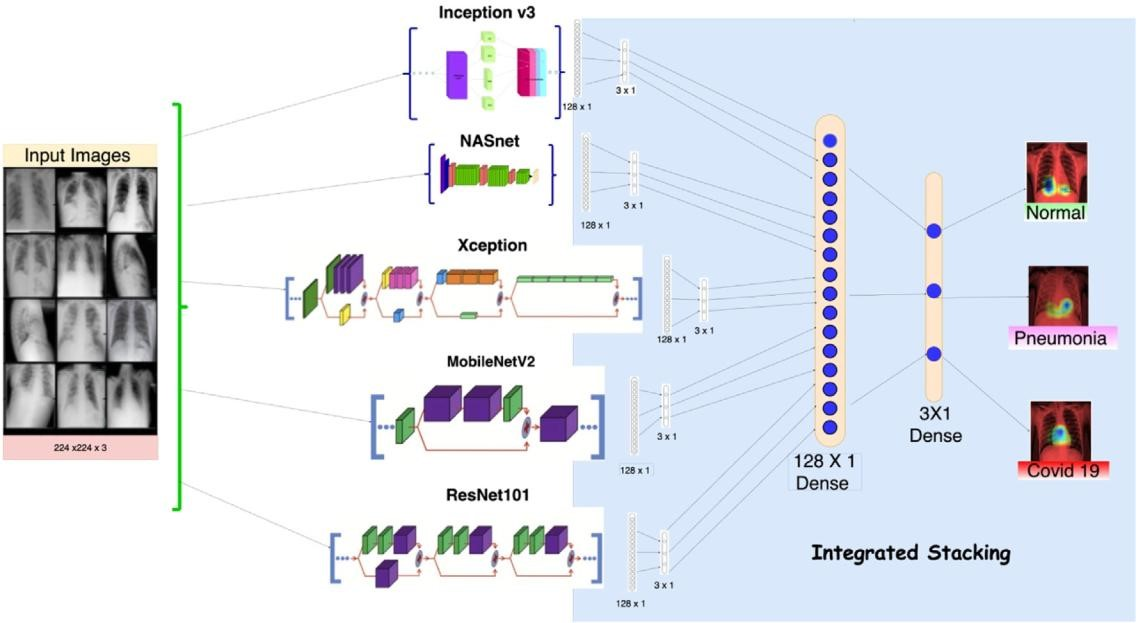 Inception v3
128 x 1
3 x 1
NASnet
128 x 1
3 x 1
Input Images
224 x224 x 3
Xception
128 x 1
3 x 1
MobileNetV2
128 x 1
3 x 1
ResNet101
128 x 1
3 x 1
128 X 1
Dense
3X1
Dense
Normal
Pneumonia
Covid 19
Integrated Stacking